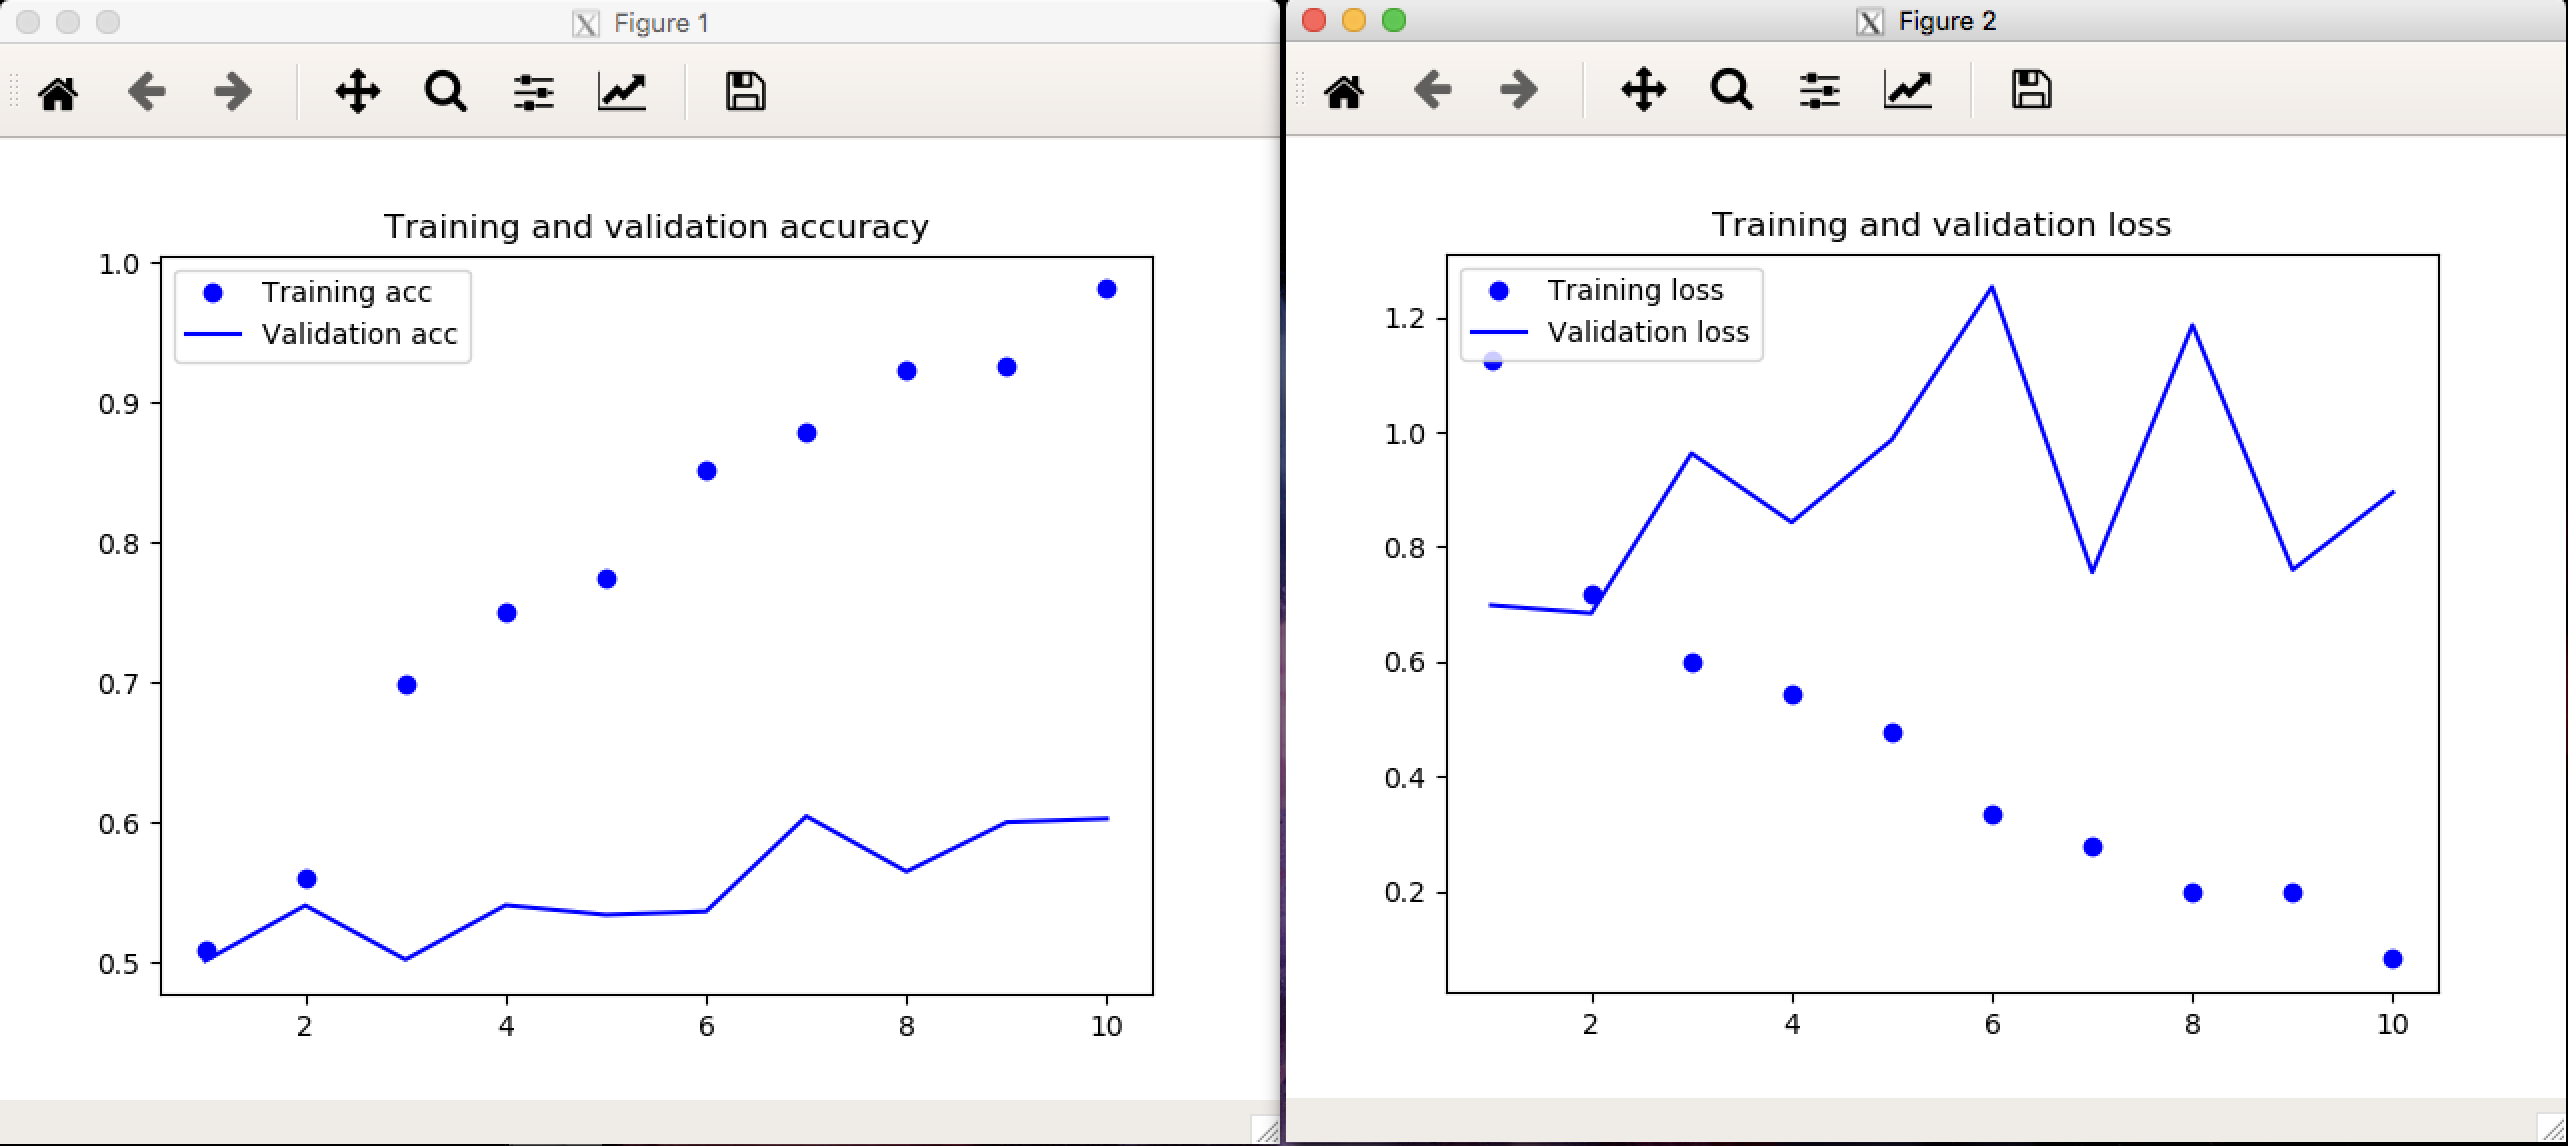 Figure 1
Training and validation accuracy
1.0
0.9
0.8
0.7
0.6
0.5
Training acc
Validation acc
2 4 6 8 10
Figure 2
Training and validation loss
1.2
1.0
0.8
0.6
0.4
0.2
Training loss
Validation loss
2 4 6 8 10